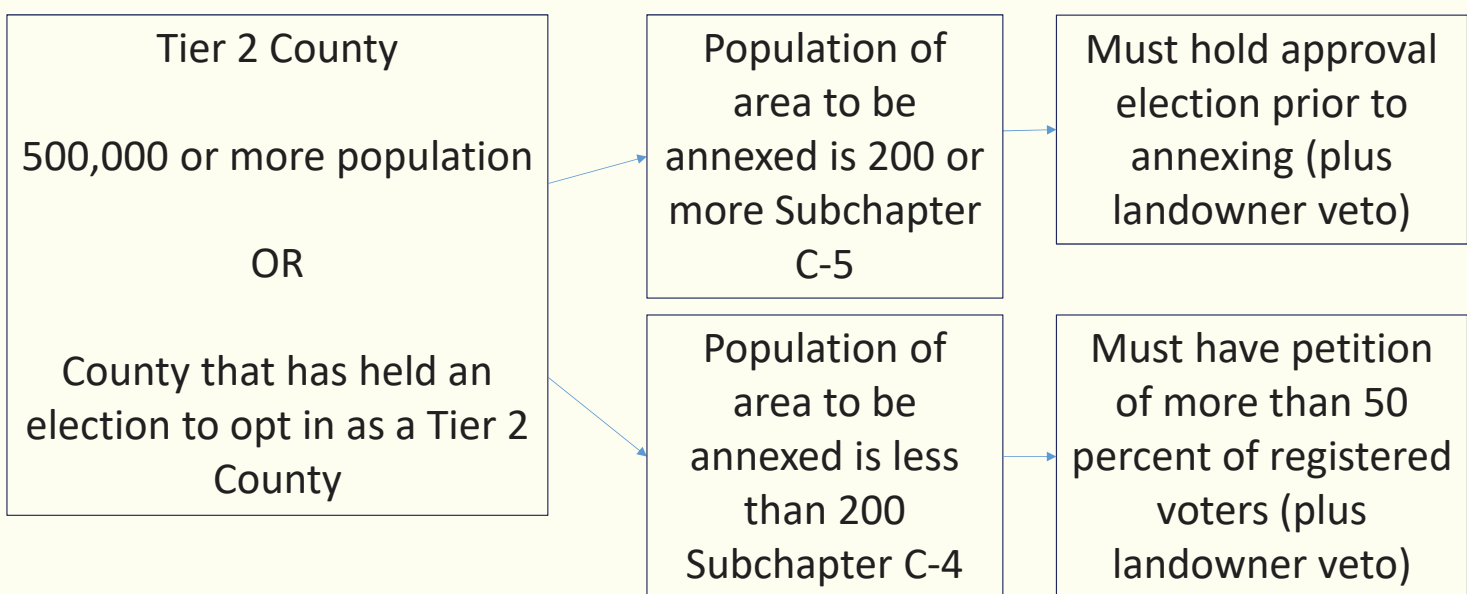 Tier 2 County
500,000 or more population
OR
County that has held an
election to opt in as a Tier 2
County
Population of
area to be
annexed is 200 or
more Subchapter
C-5
Must hold approval
election prior to
annexing (plus
landowner veto)
Population of
area to be
annexed is less
than 200
Subchapter C-4
Must have petition
of more than 50
percent of registered
voters (plus
landowner veto)